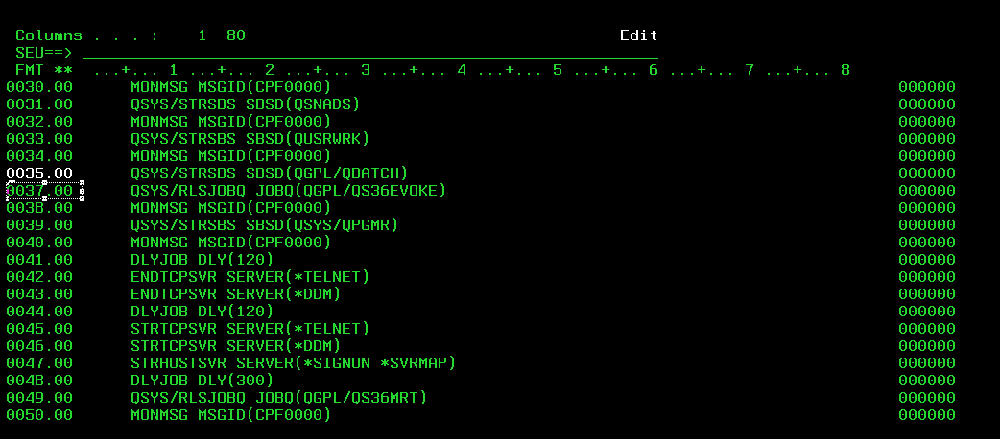 Columns . . . :    1  80                                       Edit
SEU==>
FMT **  ...+... 1 ...+... 2 ...+... 3 ...+... 4 ...+... 5 ...+... 6 ...+... 7 ...+... 8
0030.00      MONMSG MSGID(CPF0000)      000000
0031.00      QSYS/STRSBS SBSD(QSNADS)      000000
0032.00      MONMSG MSGID(CPF0000)      000000
0033.00      QSYS/STRSBS SBSD(QUSRWRK)      000000
0034.00      MONMSG MSGID(CPF0000)      000000
0035.00      QSYS/STRSBS SBSD(QGPL/QBATCH)      000000
0037.00      QSYS/RLSJOBQ JOBQ(QGPL/QS36EVOKE)      000000
0038.00      MONMSG MSGID(CPF0000)      000000
0039.00      QSYS/STRSBS SBSD(QSYS/QPGMR)      000000
0040.00      MONMSG MSGID(CPF0000)      000000
0041.00      DLYJOB DLY(120)      000000
0042.00      ENDTCPSVR SERVER(*TELNET)      000000
0043.00      ENDTCPSVR SERVER(*DDM)      000000
0044.00      DLYJOB DLY(120)      000000
0045.00      STRTCPSVR SERVER(*TELNET)      000000
0046.00      STRTCPSVR SERVER(*DDM)      000000
0047.00      STRHOSTSVR SERVER(*SIGNON *SVRMAP)      000000
0048.00      DLYJOB DLY(300)      000000
0049.00      QSYS/RLSJOBQ JOBQ(QGPL/QS36MRT)      000000
0050.00      MONMSG MSGID(CPF0000)      000000